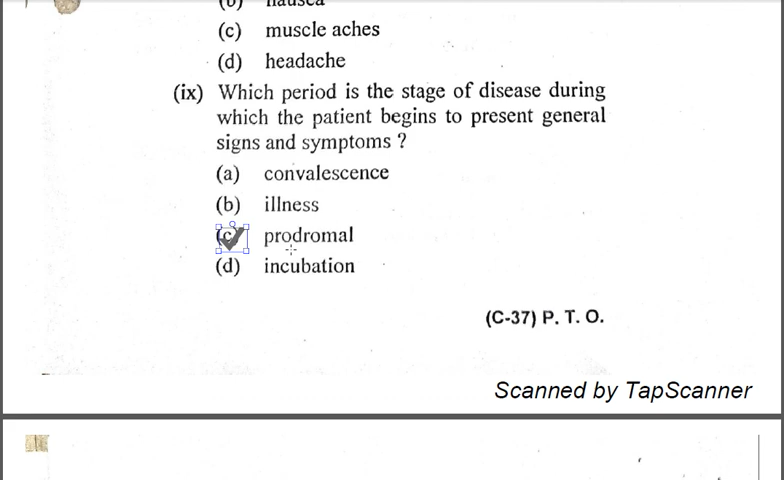 (b) nausea
(c) muscle aches
(d) headache
(ix) Which period is the stage of disease during
which the patient begins to present general
signs and symptoms ?
(a) convalescence
(b) illness
(c) prodromal
(d) incubation
(C-37) P. T. O.
Scanned by TapScanner